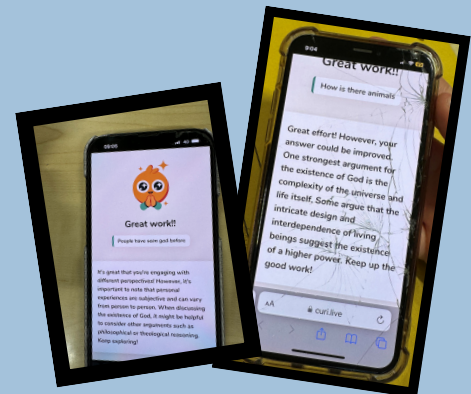 09:05
4G
Great work!!
People have seen god before
It's great that you're engaging with
different perspectives! However, it's
important to note that personal
experiences are subjective and can vary
from person to person. When discussing
the existence of God, it might be helpful
to consider other arguments such as
philosophical or theological reasoning.
Keep exploring!
9:04
Great work!!
How is there animals
Great effort! However, your
answer could be improved.
One strongest argument for
the existence of God is the
complexity of the universe and
life itself. Some argue that the
intricate design and
interdependence of living
beings suggest the existence
of a higher power. Keep up the
good work!
AA
curi.live